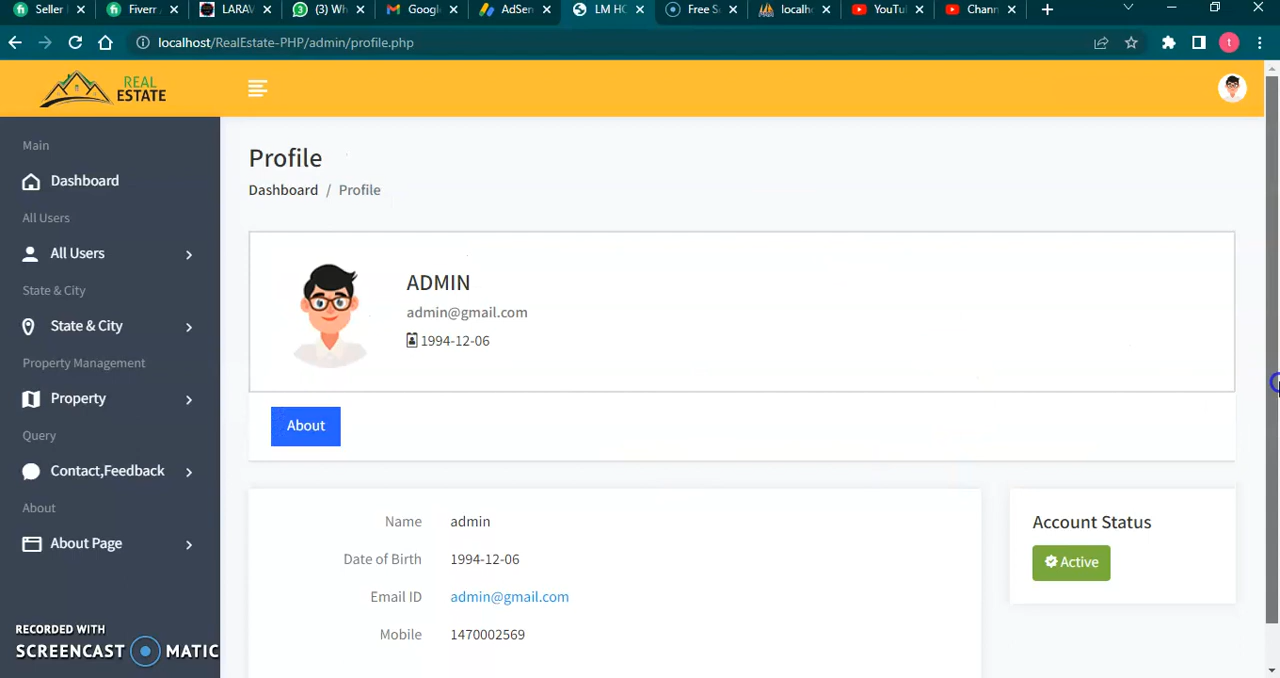 Seller
Fiverr
LARAV
(3) Wh
Googl
AdSen
LM HO
Free S
localh
YouTu
Chann
localhost/RealEstate-PHP/admin/profile.php
t
REAL
ESTATE
Main
Dashboard
All Users
All Users
State & City
State & City
Property Management
Property
Query
Contact,Feedback
About
About Page
Profile
Dashboard / Profile
ADMIN
admin@gmail.com
1994-12-06
About
Name admin
Date of Birth 1994-12-06
Email ID admin@gmail.com
Mobile 1470002569
Account Status
Active
RECORDED WITH
SCREENCAST MATIC